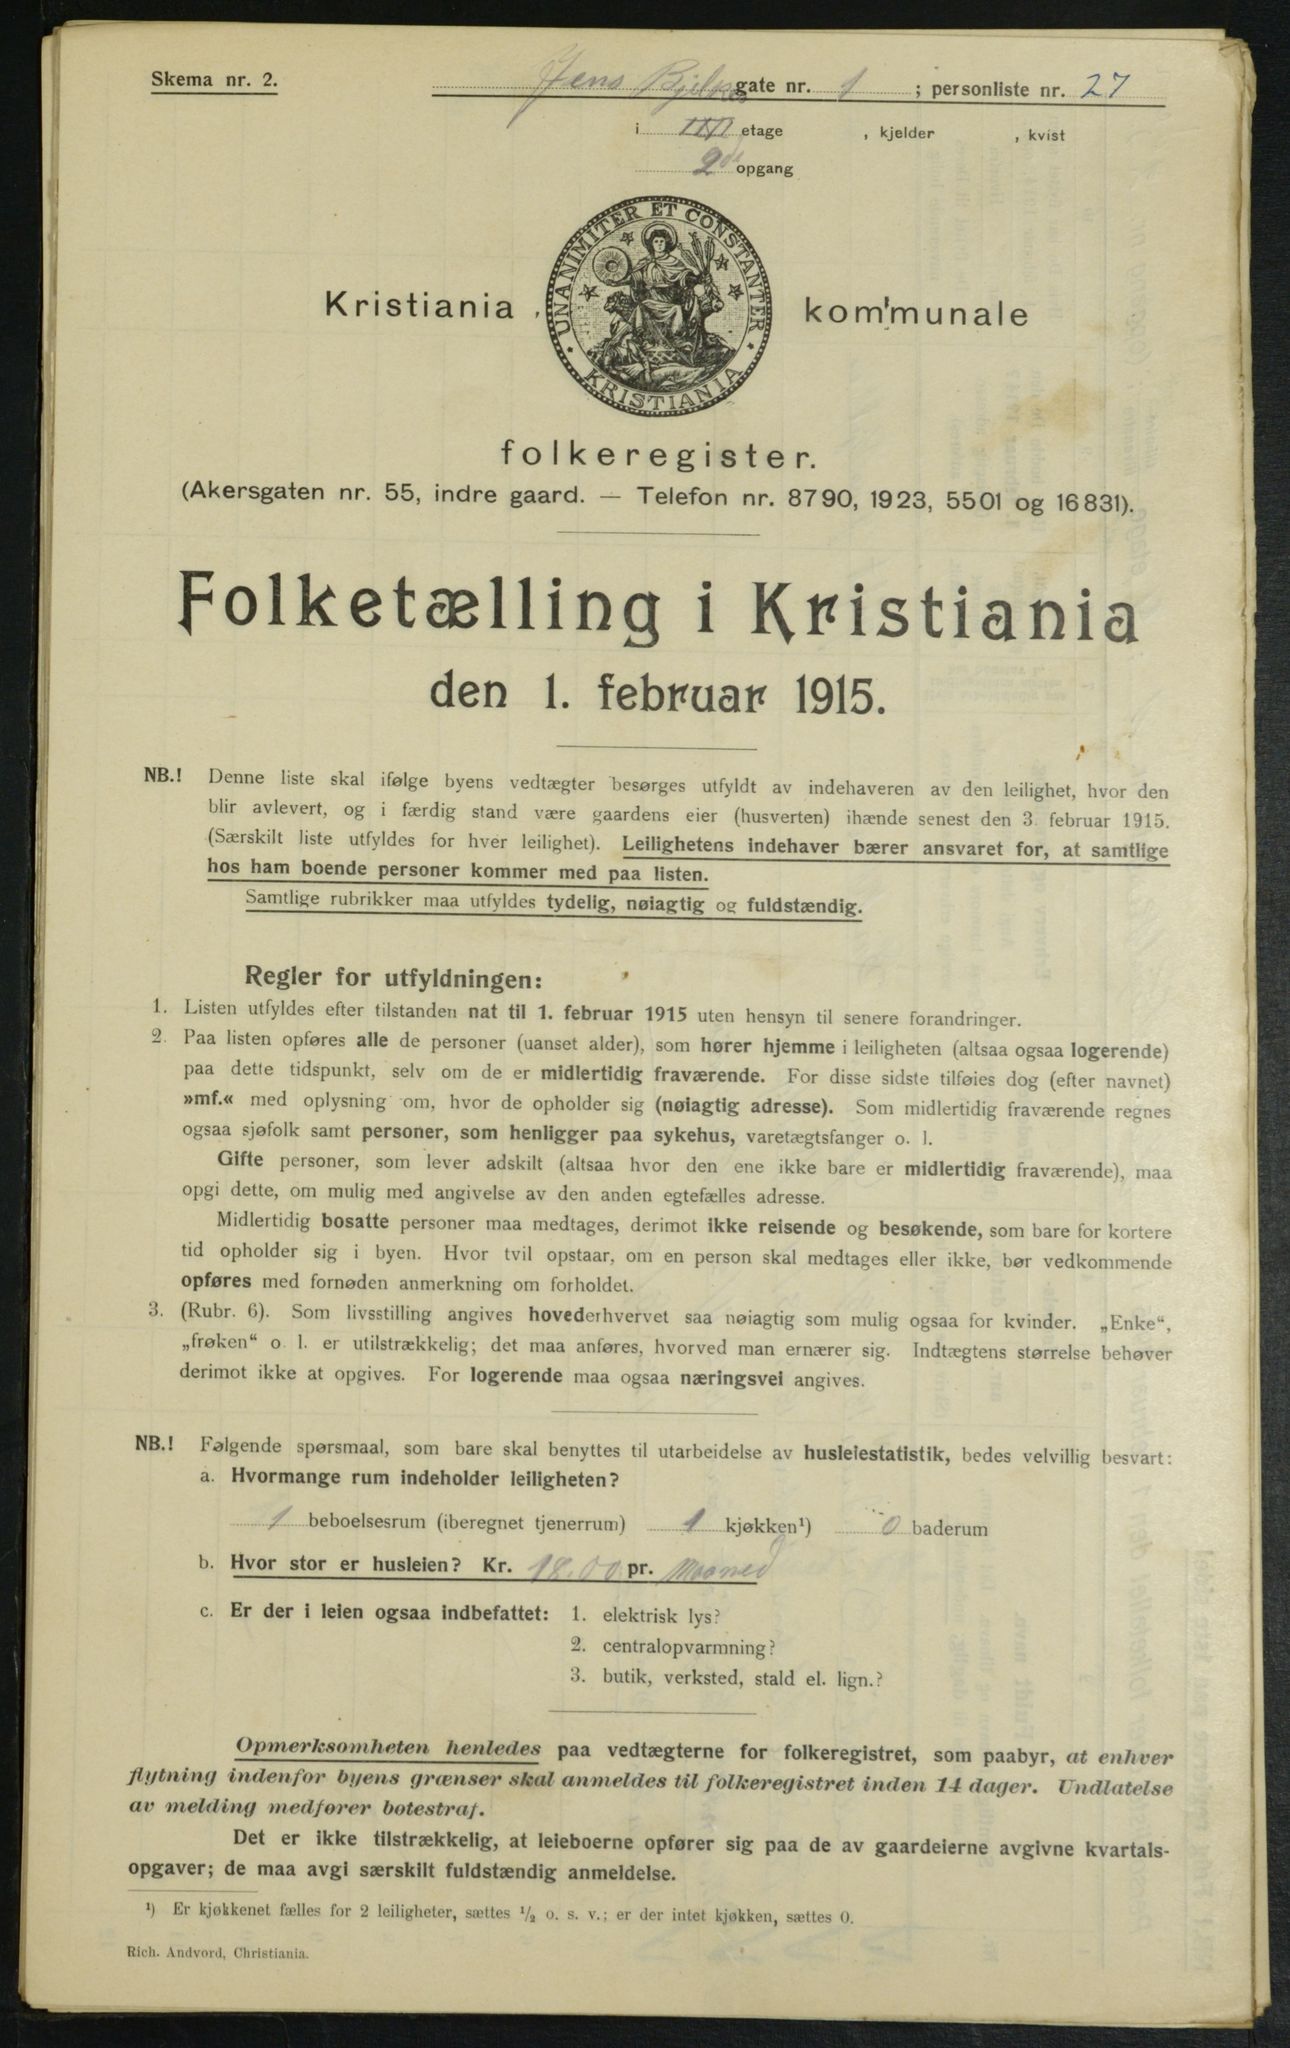 Skema nr. 2.
Jens Bjelkes gate nr. 1 ; personliste nr. 27
i III etage , kjelder , kvist
2de opgang
UNANIMITER ET CONSTANTER
KRISTIANIA
Kristiania kommunale
folkeregister.
(Akersgaten nr. 55, indre gaard. — Telefon nr. 8790, 1923, 5501 og 16831).
Folketælling i Kristiania
den 1. februar 1915.
NB.! Denne liste skal ifølge byens vedtægter besørges utfyldt av indehaveren av den leilighet, hvor den
blir avlevert, og i færdig stand være gaardens eier (husverten) ihænde senest den 3. februar 1915.
(Særskilt liste utfyldes for hver leilighet). Leilighetens indehaver bærer ansvaret for, at samtlige
hos ham boende personer kommer med paa listen.
Samtlige rubrikker maa utfyldes tydelig, nøiagtig og fuldstændig.
Regler for utfyldningen:
1. Listen utfyldes efter tilstanden nat til 1. februar 1915 uten hensyn til senere forandringer.
2. Paa listen opføres alle de personer (uanset alder), som hører hjemme i leiligheten (altsaa ogsaa logerende)
paa dette tidspunkt, selv om de er midlertidig fraværende. For disse sidste tilføies dog (efter navnet)
»mf.« med oplysning om, hvor de opholder sig (nøiagtig adresse). Som midlertidig fraværende regnes
ogsaa sjøfolk samt personer, som henligger paa sykehus, varetægtsfanger o. l.
Gifte personer, som lever adskilt (altsaa hvor den ene ikke bare er midlertidig fraværende), maa
opgi dette, om mulig med angivelse av den anden egtefælles adresse.
Midlertidig bosatte personer maa medtages, derimot ikke reisende og besøkende, som bare for kortere
tid opholder sig i byen. Hvor tvil opstaar, om en person skal medtages eller ikke, bør vedkommende
opføres med fornøden anmerkning om forholdet.
3. (Rubr. 6). Som livsstilling angives hovederhvervet saa nøiagtig som mulig ogsaa for kvinder. „Enke“,
„frøken“ o. l. er utilstrækkelig; det maa anføres, hvorved man ernærer sig. Indtægtens størrelse behøver
derimot ikke at opgives. For logerende maa ogsaa næringsvei angives.
NB.! Følgende spørsmaal, som bare skal benyttes til utarbeidelse av husleiestatistik, bedes velvillig besvart:
a. Hvormange rum indeholder leiligheten?
1 beboelsesrum (iberegnet tjenerrum) 1 kjøkken¹) 0 baderum
b. Hvor stor er husleien? Kr. 18.00 pr. Maaned
c. Er der i leien ogsaa indbefattet: 1. elektrisk lys?
2. centralopvarmning?
3. butik, verksted, stald el. lign.?
Opmerksomheten henledes paa vedtægterne for folkeregistret, som paabyr, at enhver
flytning indenfor byens grænser skal anmeldes til folkeregistret inden 14 dager. Undlatelse
av melding medfører bøtestraf.
Det er ikke tilstrækkelig, at leieboerne opfører sig paa de av gaardeierne avgivne kvartals-
opgaver; de maa avgi særskilt fuldstændig anmeldelse.
¹) Er kjøkkenet fælles for 2 leiligheter, sættes ½ o. s. v.; er der intet kjøkken, sættes 0.
Rich. Andvord, Christiania.